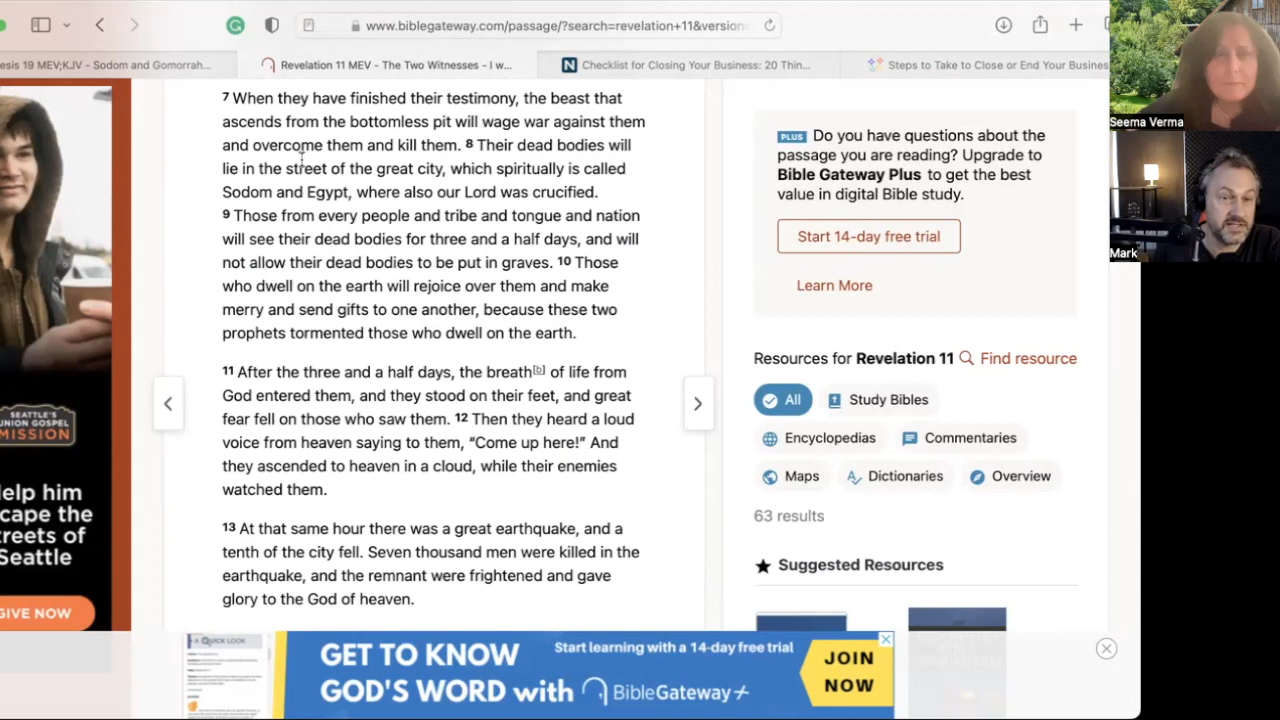 www.biblegateway.com/passage/?search=revelation+11&version
esis 19 MEV;KJV - Sodom and Gomorrah...
Revelation 11 MEV - The Two Witnesses - I w...
Checklist for Closing Your Business: 20 Thin...
Steps to Take to Close or End Your Busines
7 When they have finished their testimony, the beast that
ascends from the bottomless pit will wage war against them
and overcome them and kill them. 8 Their dead bodies will
lie in the street of the great city, which spiritually is called
Sodom and Egypt, where also our Lord was crucified.
9 Those from every people and tribe and tongue and nation
will see their dead bodies for three and a half days, and will
not allow their dead bodies to be put in graves. 10 Those
who dwell on the earth will rejoice over them and make
merry and send gifts to one another, because these two
prophets tormented those who dwell on the earth.
11 After the three and a half days, the breath[b] of life from
God entered them, and they stood on their feet, and great
fear fell on those who saw them. 12 Then they heard a loud
voice from heaven saying to them, “Come up here!” And
they ascended to heaven in a cloud, while their enemies
watched them.
13 At that same hour there was a great earthquake, and a
tenth of the city fell. Seven thousand men were killed in the
earthquake, and the remnant were frightened and gave
glory to the God of heaven.
PLUS Do you have questions about the
passage you are reading? Upgrade to
Bible Gateway Plus to get the best
value in digital Bible study.
Start 14-day free trial
Learn More
Resources for Revelation 11 Find resource
All Study Bibles
Encyclopedias Commentaries
Maps Dictionaries Overview
63 results
Suggested Resources
SEATTLE'S
UNION GOSPEL
MISSION
elp him
cape the
treets of
Seattle
GIVE NOW
A QUICK LOOK
GET TO KNOW
GOD'S WORD with BibleGateway+
Start learning with a 14-day free trial
JOIN
NOW
Seema Verma
Mark